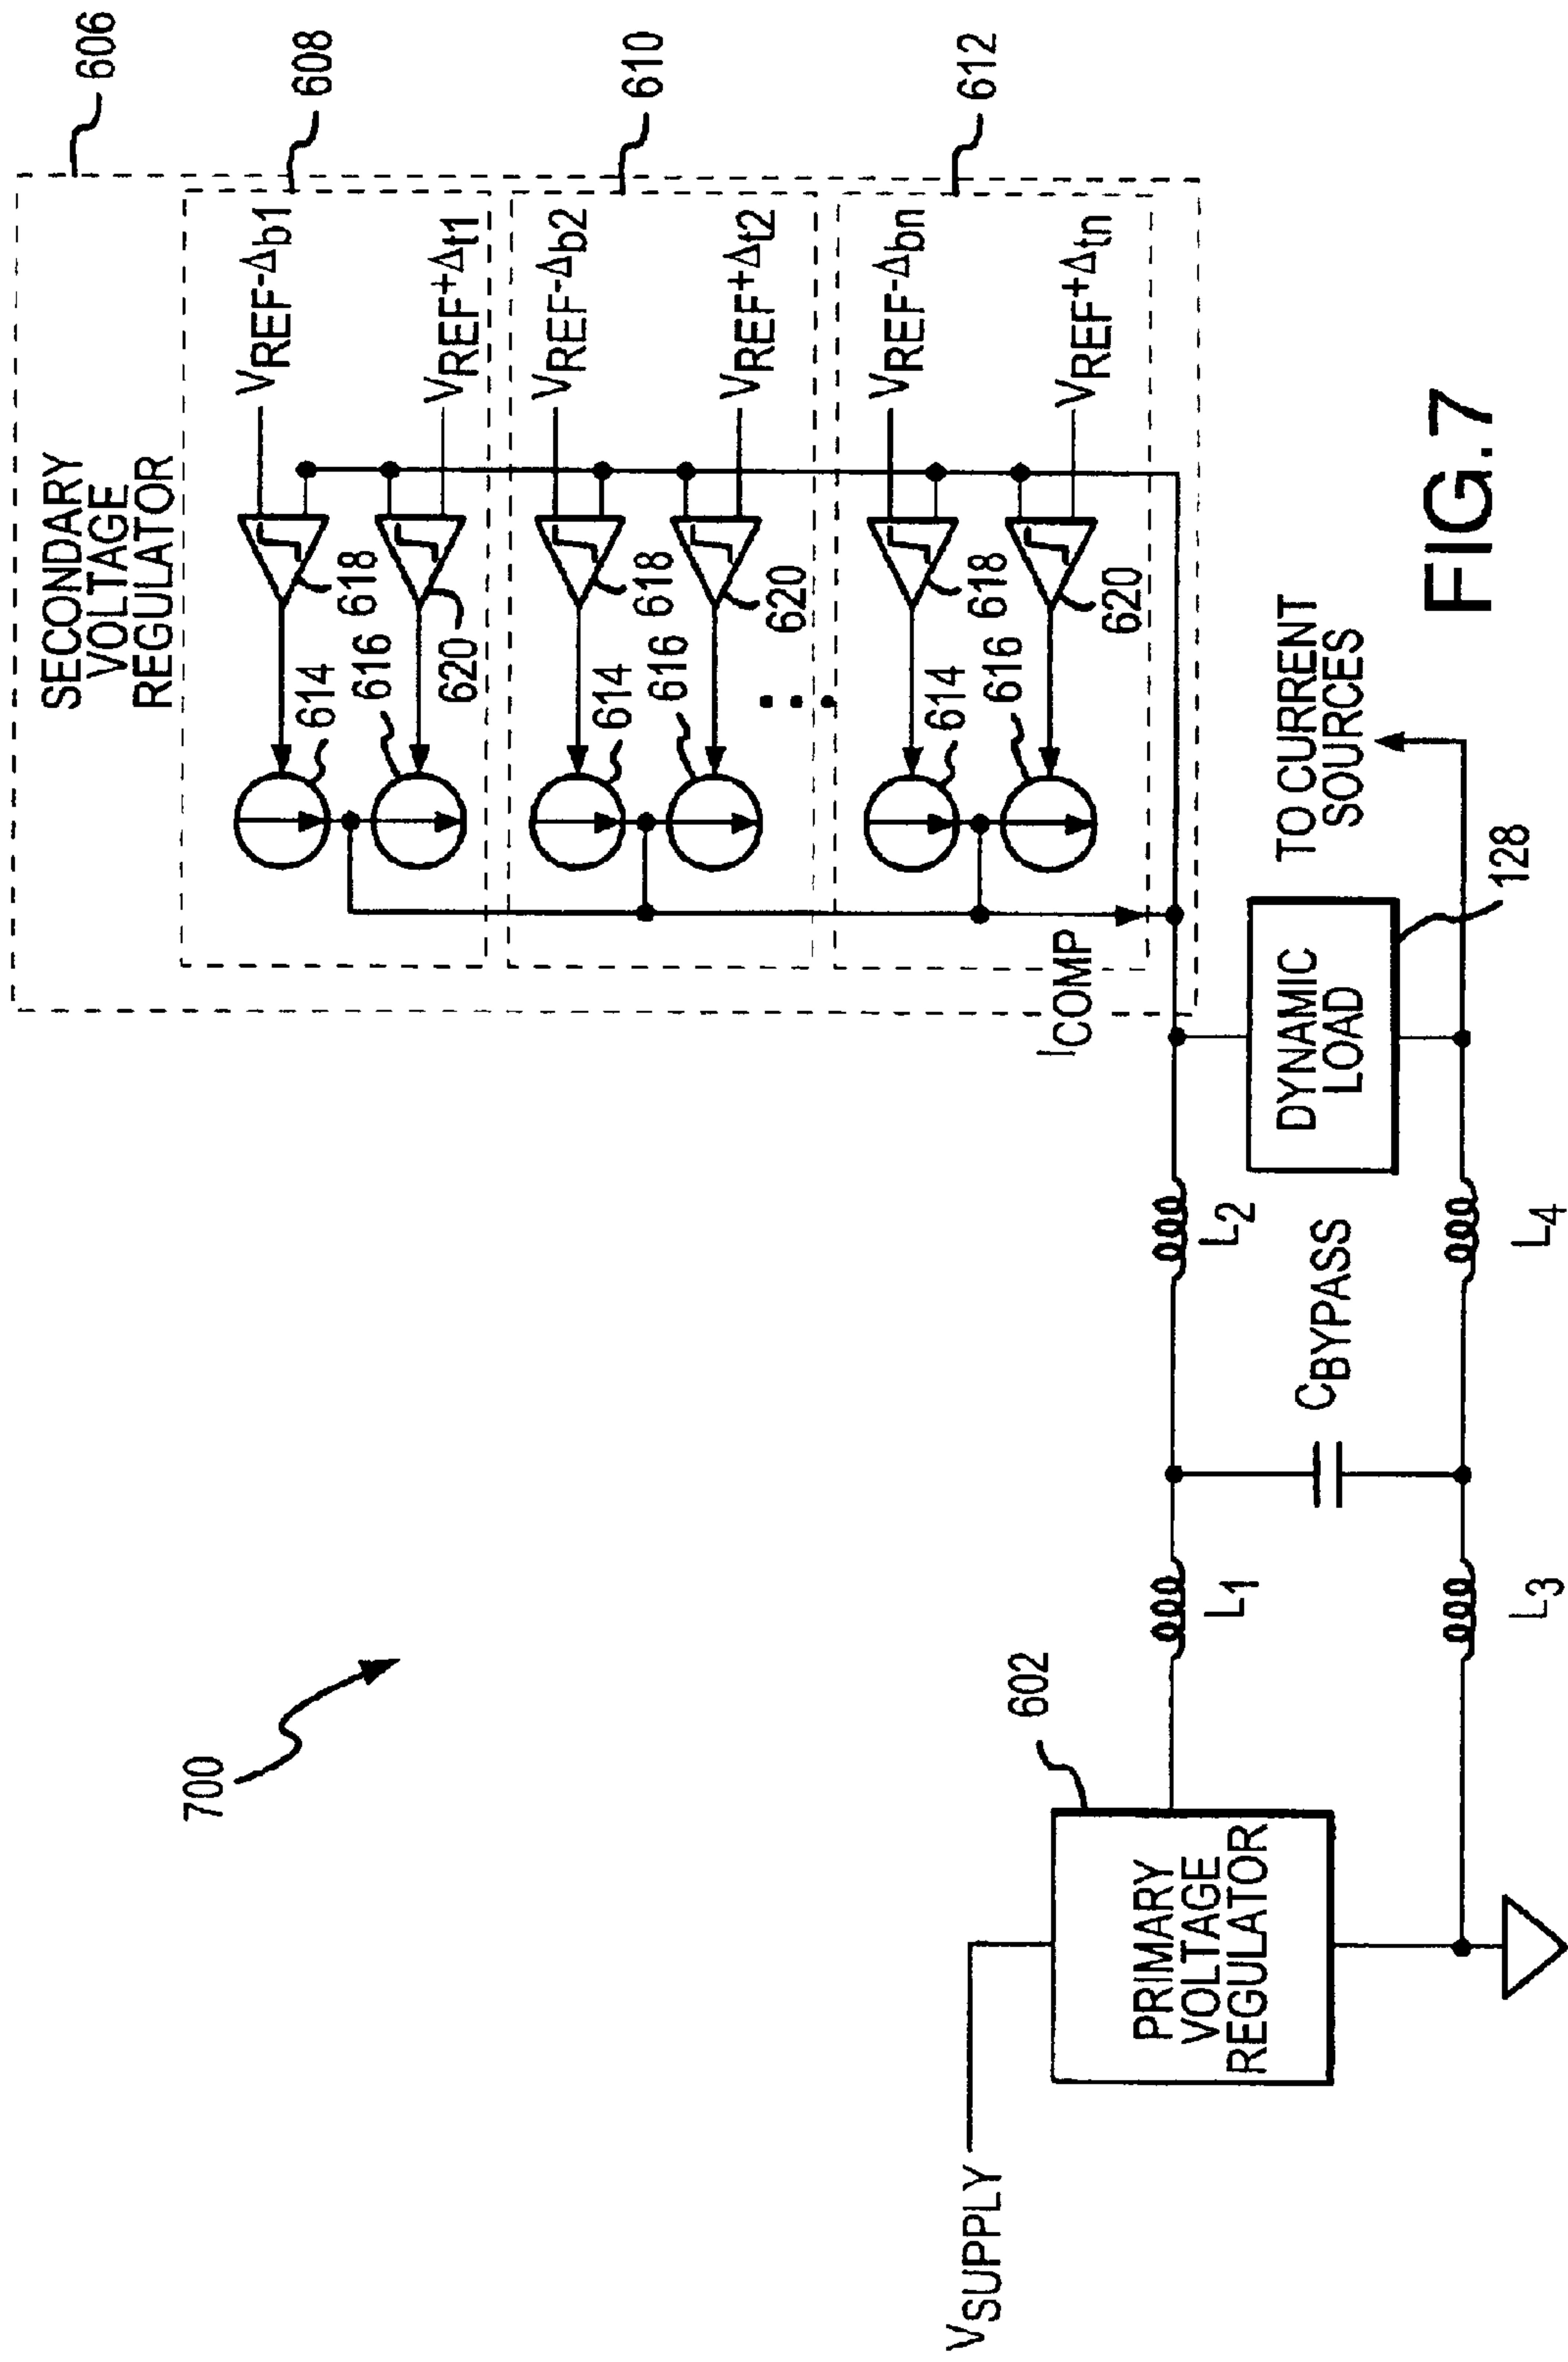 SECONDARY
VOLTAGE
REGULATOR
606
608
610
612
VREF-Δb1
VREF+Δt1
618
620
614
616
VREF-Δb2
VREF+Δt2
618
620
614
616
...
VREF-Δbn
VREF+Δtn
618
620
614
616
ICOMP
700
VSUPPLY
PRIMARY
VOLTAGE
REGULATOR
602
L1
L2
L3
L4
CBYPASS
DYNAMIC
LOAD
128
TO CURRENT
SOURCES
FIG.7